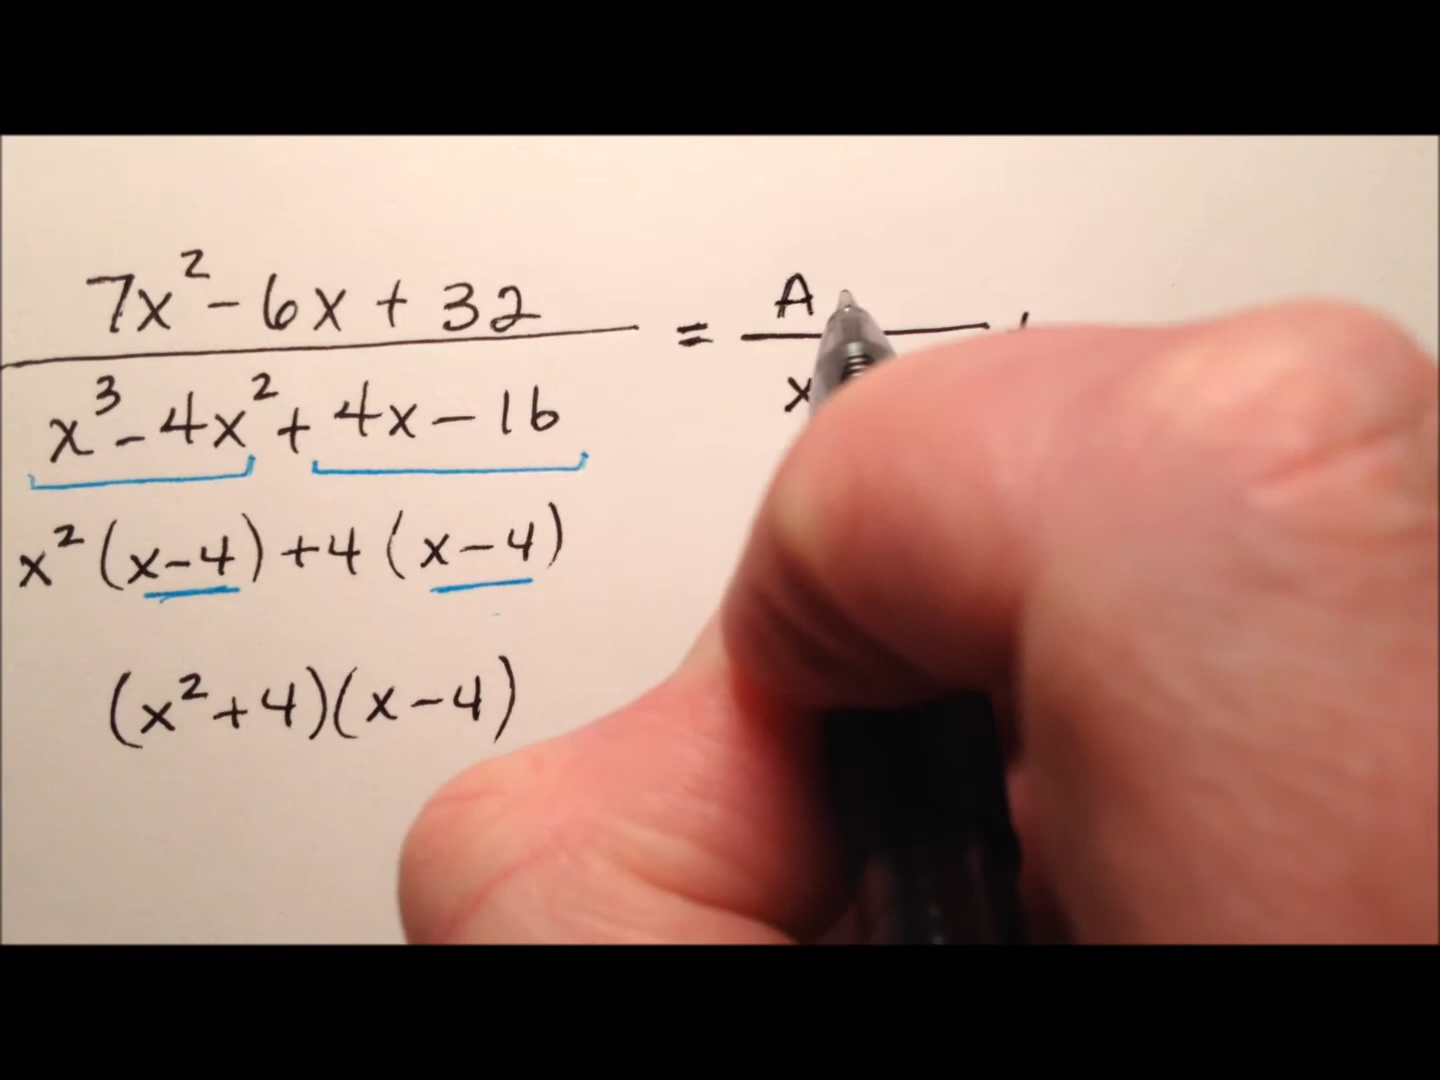 7x² - 6x + 32 = A
x³ - 4x² + 4x - 16 x
x² (x-4) + 4 (x-4)
(x² + 4)(x - 4)